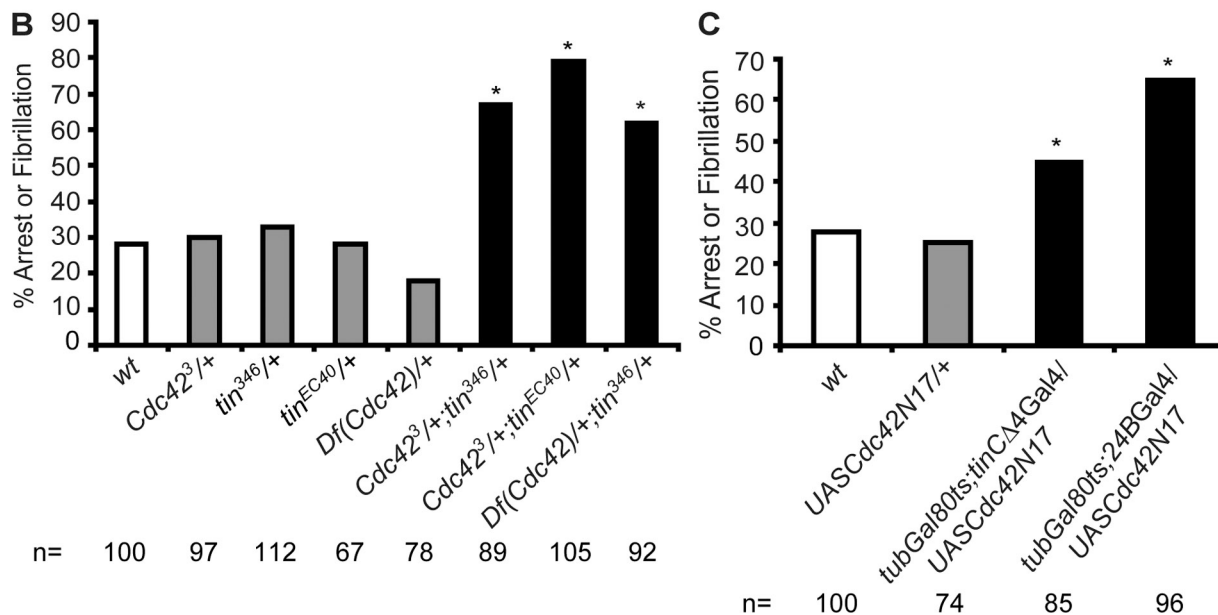 B
% Arrest or Fibrillation
90
80
70
60
50
40
30
20
10
0
*
*
*
wt
Cdc42³/+
tin³⁴⁶/+
tinᴱᶜ⁴⁰/+
Df(Cdc42)/+
Cdc42³/+;tin³⁴⁶/+
Cdc42³/+;tinᴱᶜ⁴⁰/+
Df(Cdc42)/+;tin³⁴⁶/+
n= 100 97 112 67 78 89 105 92
C
% Arrest or Fibrillation
70
60
50
40
30
20
10
0
*
*
wt
UASCdc42N17/+
tubGal80ts;tinCΔ4Gal4/
UASCdc42N17
tubGal80ts;24BGal4/
UASCdc42N17
100 74 85 96